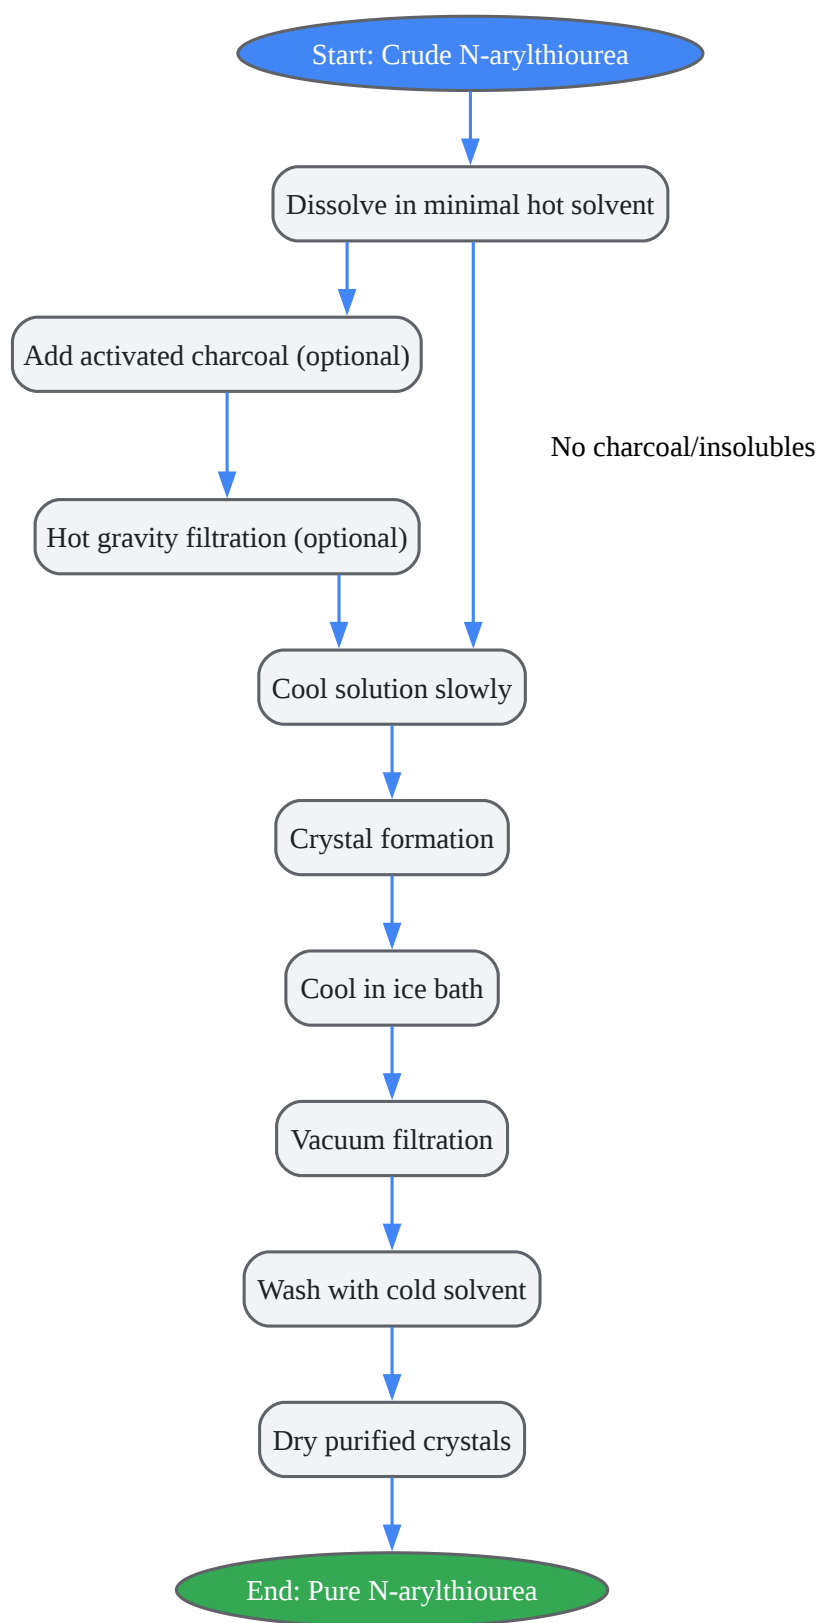 Start: Crude N-arylthiourea
Dissolve in minimal hot solvent
Add activated charcoal (optional)
No charcoal/insolubles
Hot gravity filtration (optional)
Cool solution slowly
Crystal formation
Cool in ice bath
Vacuum filtration
Wash with cold solvent
Dry purified crystals
End: Pure N-arylthiourea